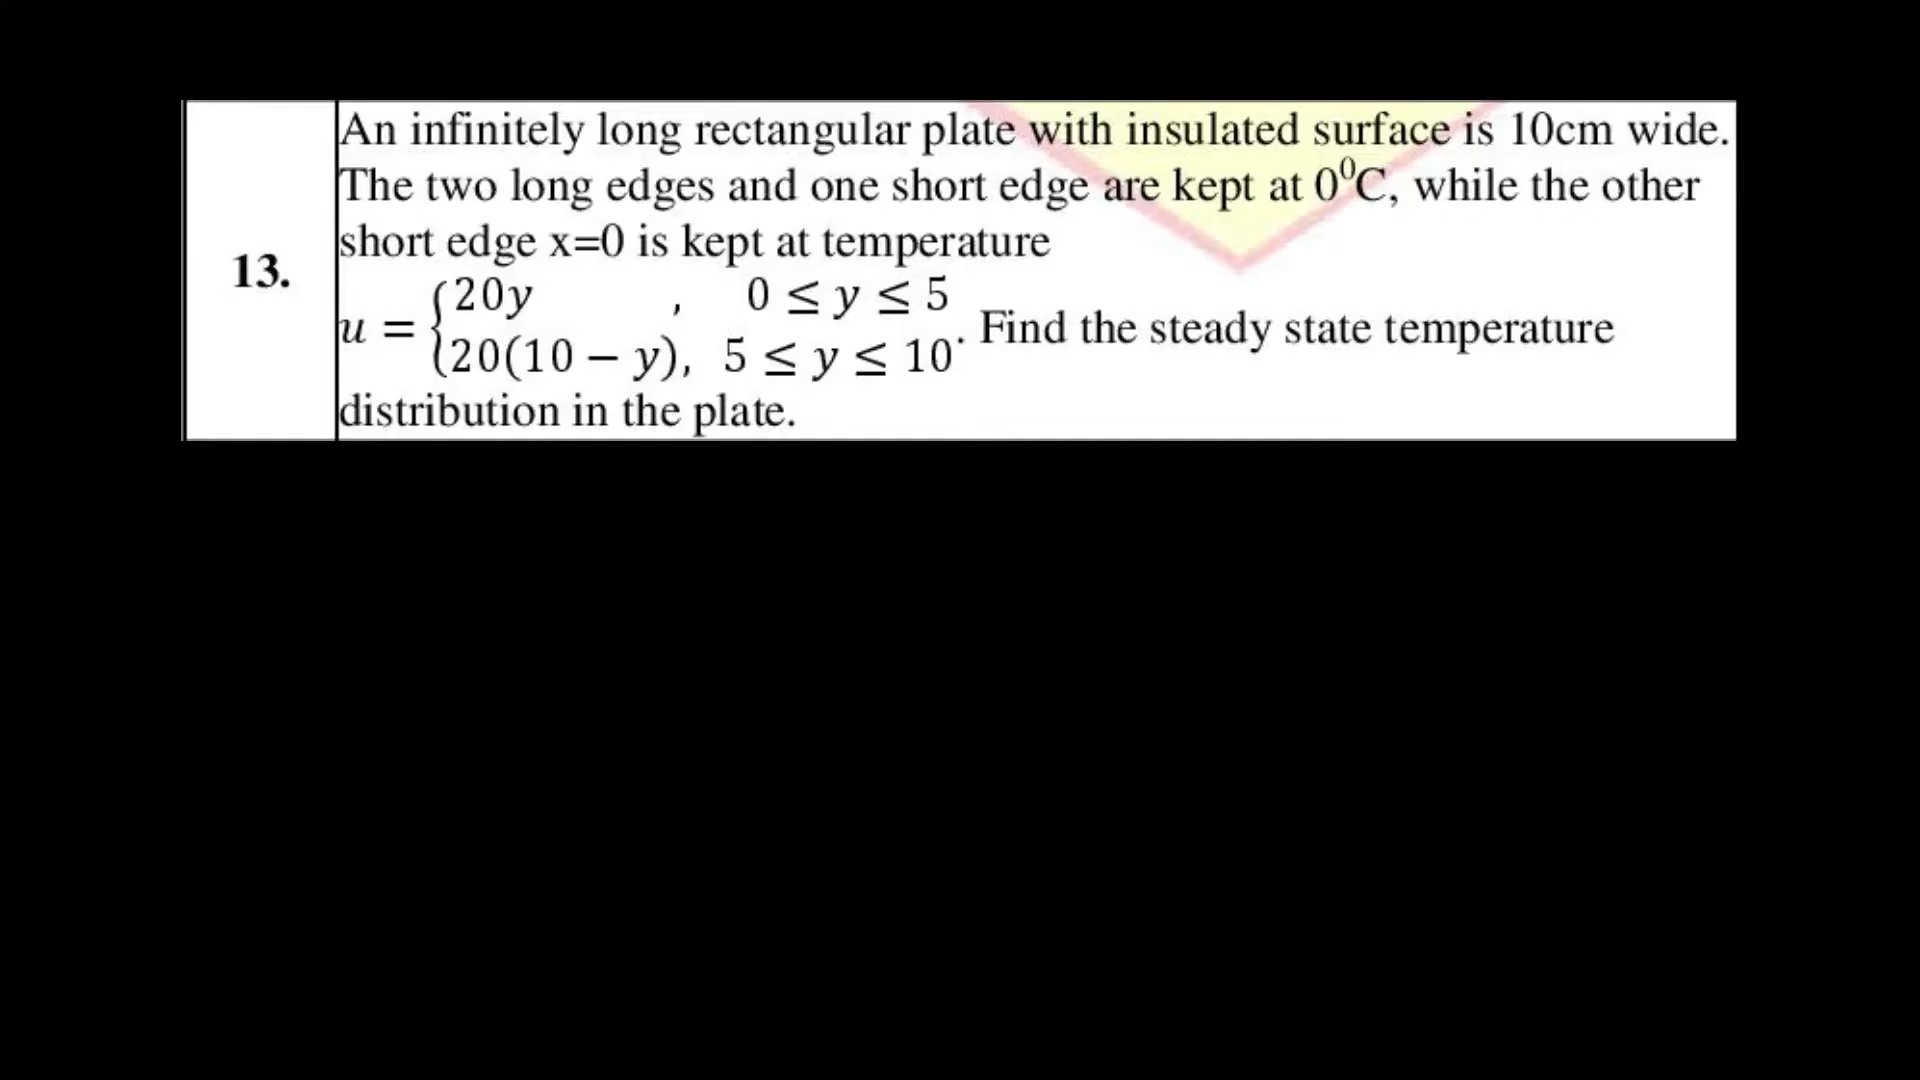 13.
An infinitely long rectangular plate with insulated surface is 10cm wide.
The two long edges and one short edge are kept at 0⁰C, while the other
short edge x=0 is kept at temperature
u = {20y , 0 ≤ y ≤ 5
20(10 − y), 5 ≤ y ≤ 10 . Find the steady state temperature
distribution in the plate.